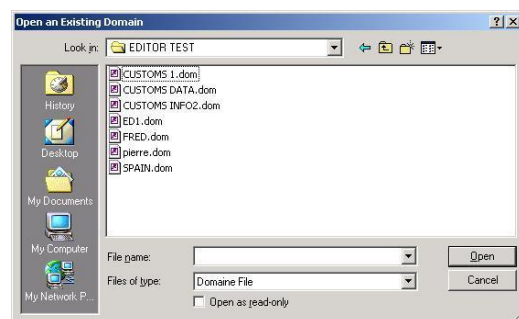 Open an Existing Domain
Look in: EDITOR TEST
CUSTOMS 1.dom
CUSTOMS DATA.dom
CUSTOMS INFO2.dom
ED1.dom
FRED.dom
pierre.dom
SPAIN.dom
History
Desktop
My Documents
My Computer
My Network P...
File name: Open
Files of type: Domaine File Cancel
Open as read-only